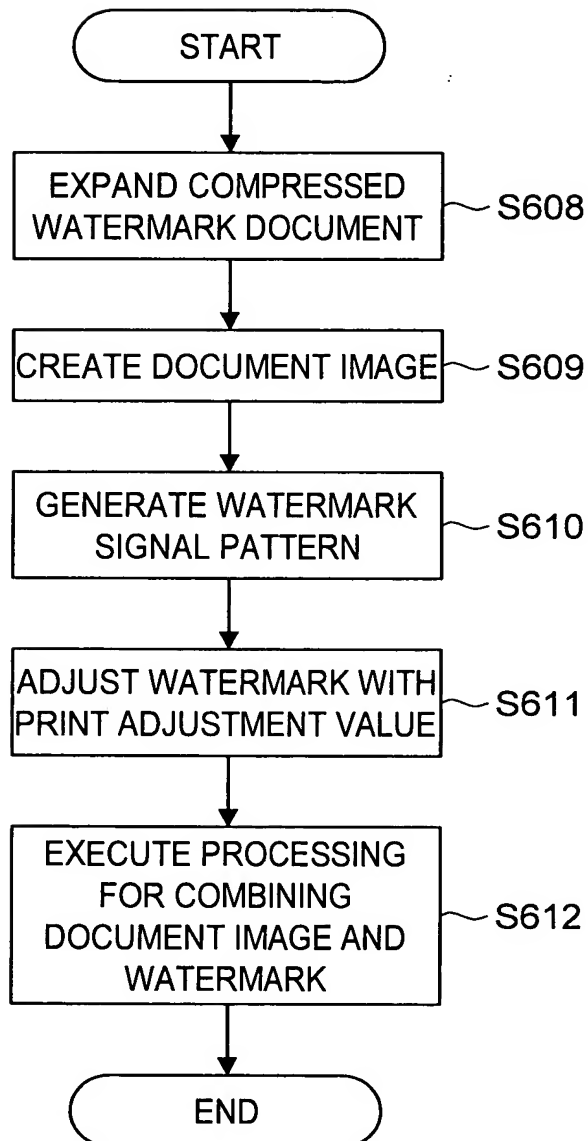 START
EXPAND COMPRESSED
WATERMARK DOCUMENT
S608
CREATE DOCUMENT IMAGE
S609
GENERATE WATERMARK
SIGNAL PATTERN
S610
ADJUST WATERMARK WITH
PRINT ADJUSTMENT VALUE
S611
EXECUTE PROCESSING
FOR COMBINING
DOCUMENT IMAGE AND
WATERMARK
S612
END